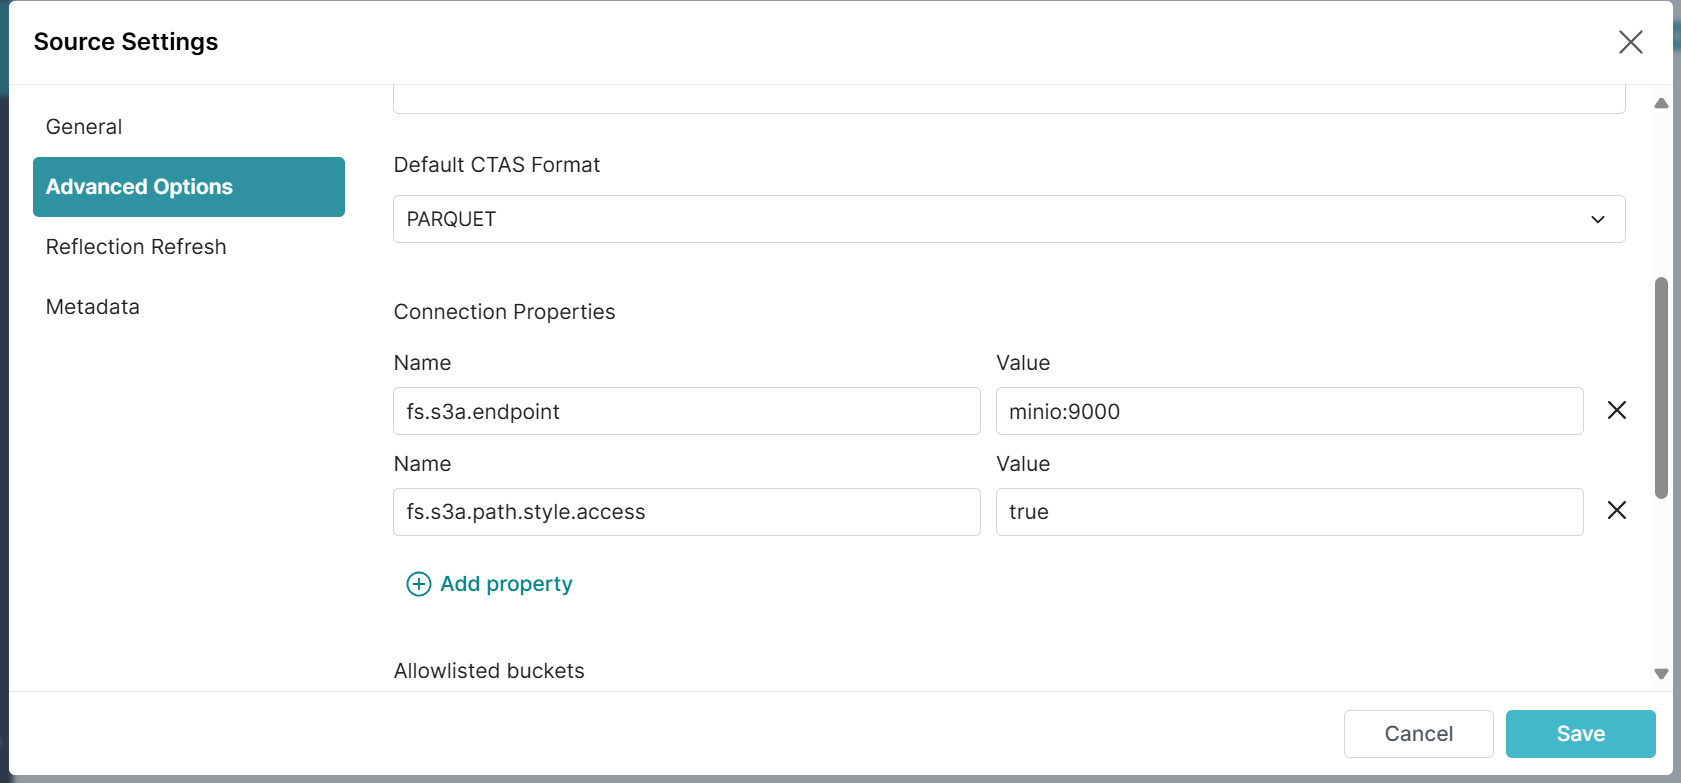 Source Settings
General
Advanced Options
Reflection Refresh
Metadata
Default CTAS Format
PARQUET
Connection Properties
Name Value
fs.s3a.endpoint minio:9000
Name Value
fs.s3a.path.style.access true
Add property
Allowlisted buckets
Cancel Save